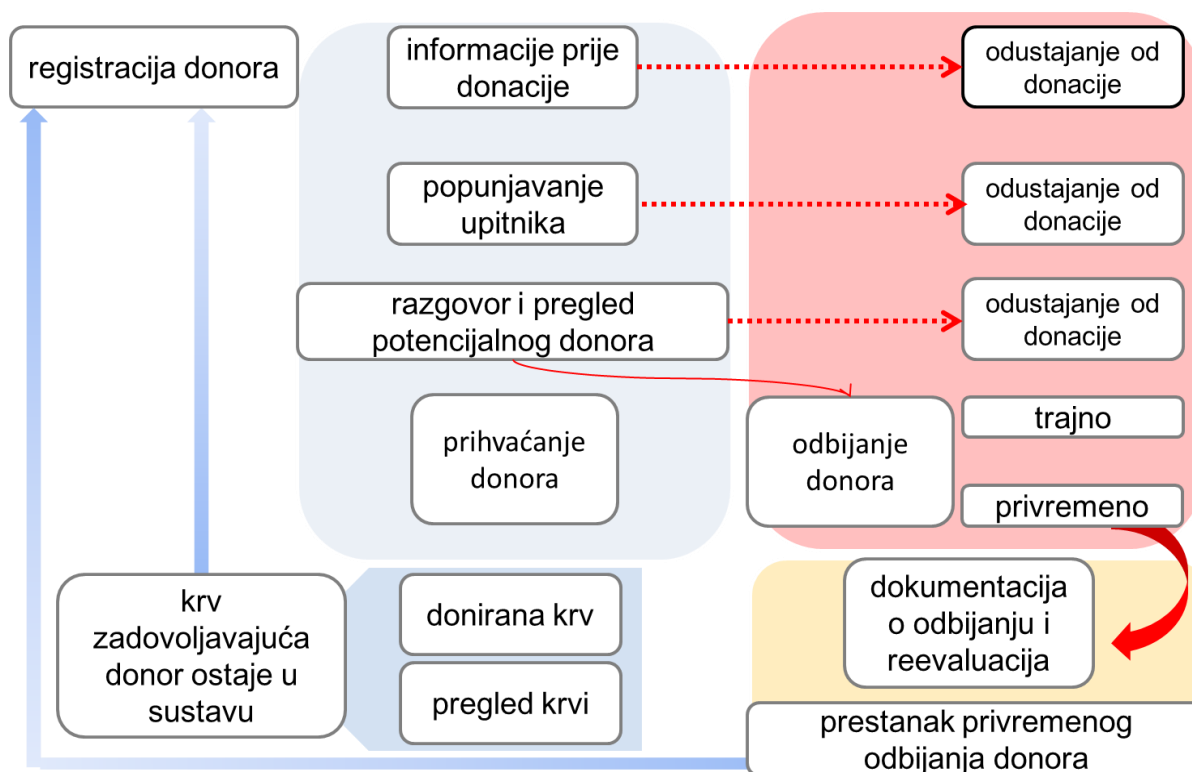 registracija donora
informacije prije
donacije
odustajanje od
donacije
popunjavanje
upitnika
odustajanje od
donacije
razgovor i pregled
potencijalnog donora
odustajanje od
donacije
prihvaćanje
donora
odbijanje
donora
trajno
privremeno
krv
zadovoljavajuća
donor ostaje u
sustavu
donirana krv
pregled krvi
dokumentacija
o odbijanju i
reevaluacija
prestanak privremenog
odbijanja donora